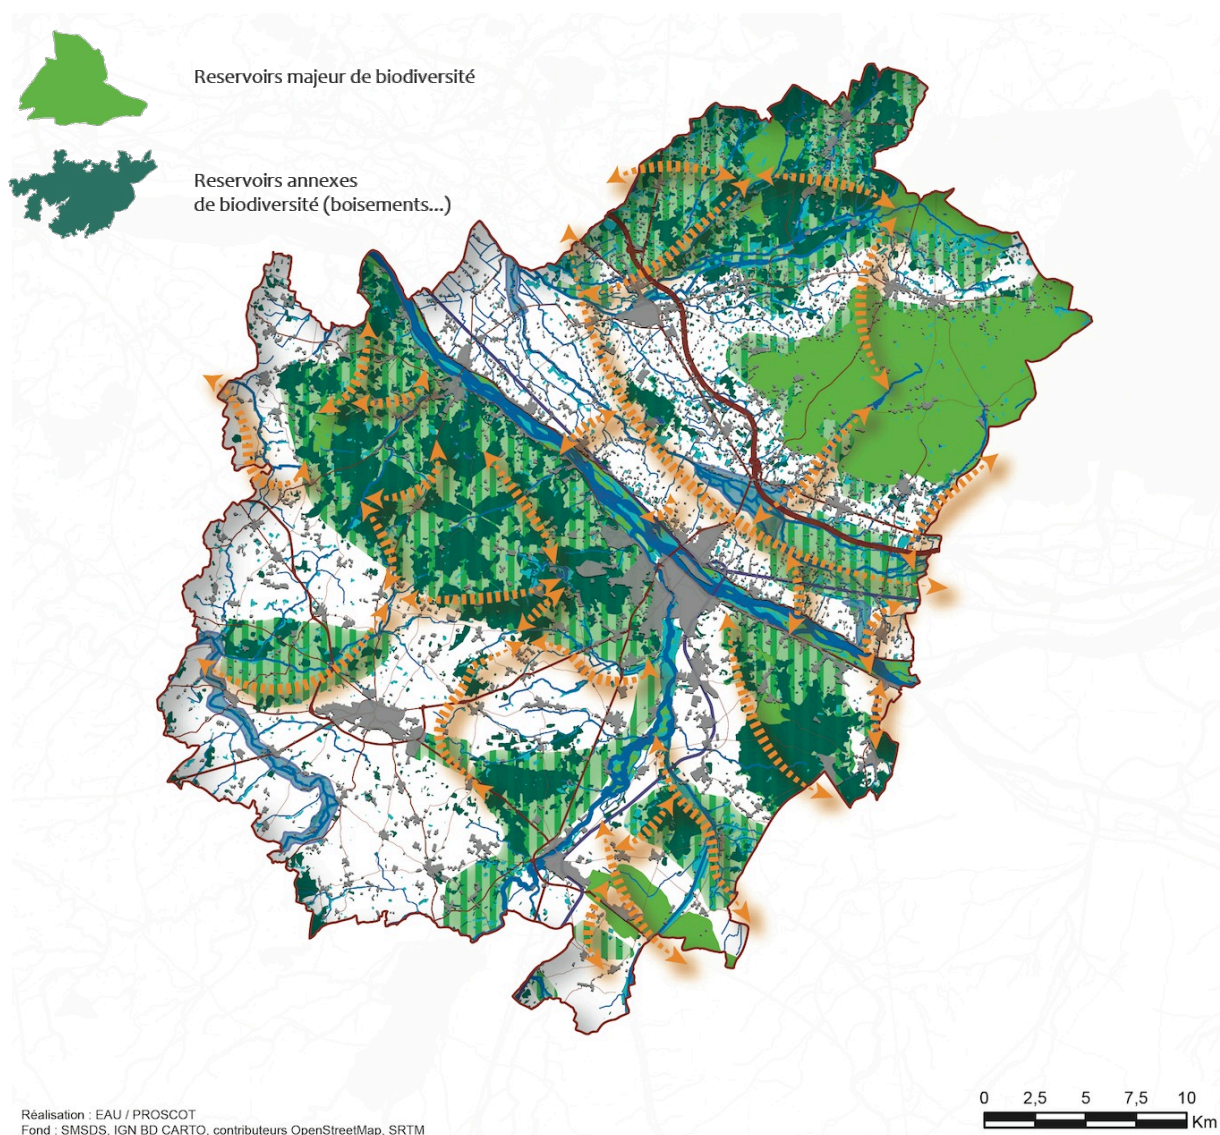 Reservoirs majeur de biodiversité
Reservoirs annexes
de biodiversité (boisements...)
0 2,5 5 7,5 10
Km
Réalisation : EAU / PROSCOT
Fond : SMSDS, IGN BD CARTO, contributeurs OpenStreetMap, SRTM